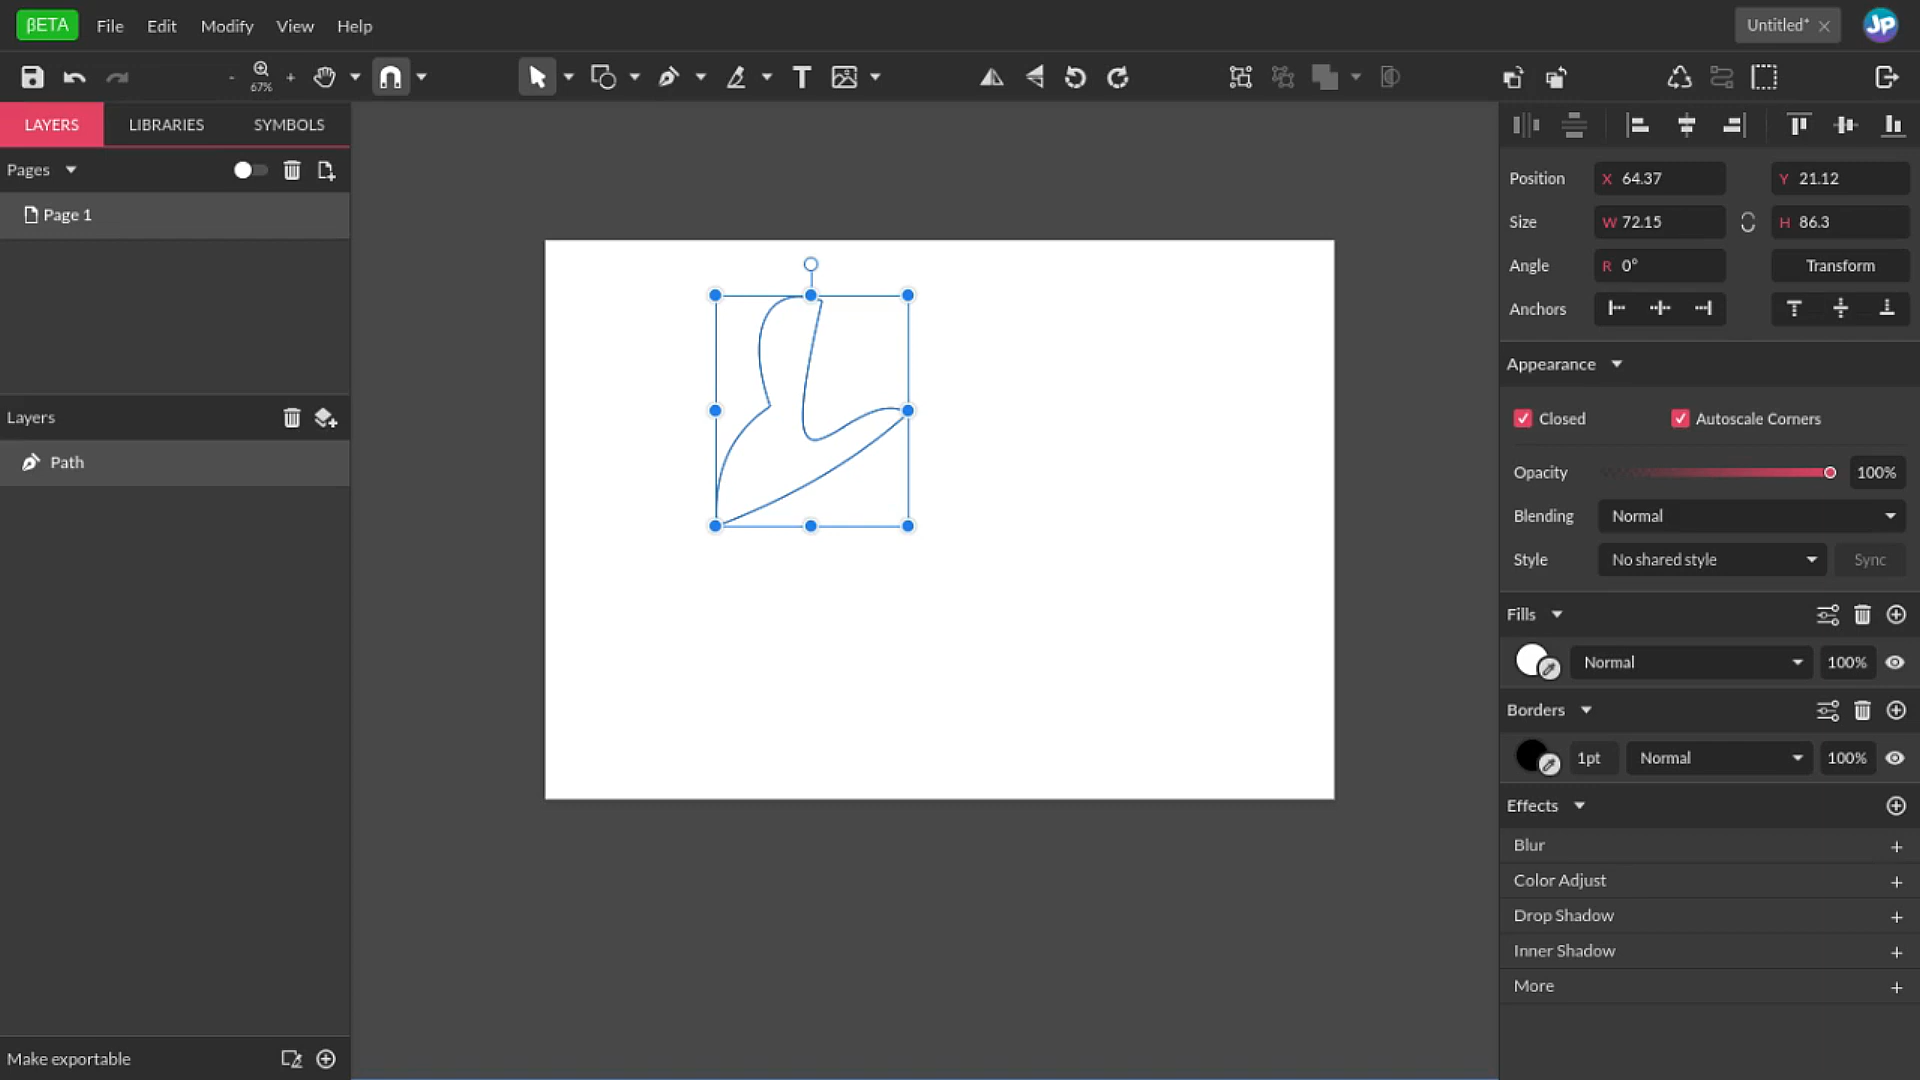 βETA File Edit Modify View Help Untitled* JP
- 67% + T
LAYERS LIBRARIES SYMBOLS
Pages
Page 1
Layers
Path
Make exportable
Position X 64.37 Y 21.12
Size W 72.15 H 86.3
Angle R 0° Transform
Anchors
Appearance
Closed Autoscale Corners
Opacity 100%
Blending Normal
Style No shared style Sync
Fills
Normal 100%
Borders
1pt Normal 100%
Effects
Blur +
Color Adjust +
Drop Shadow +
Inner Shadow +
More +